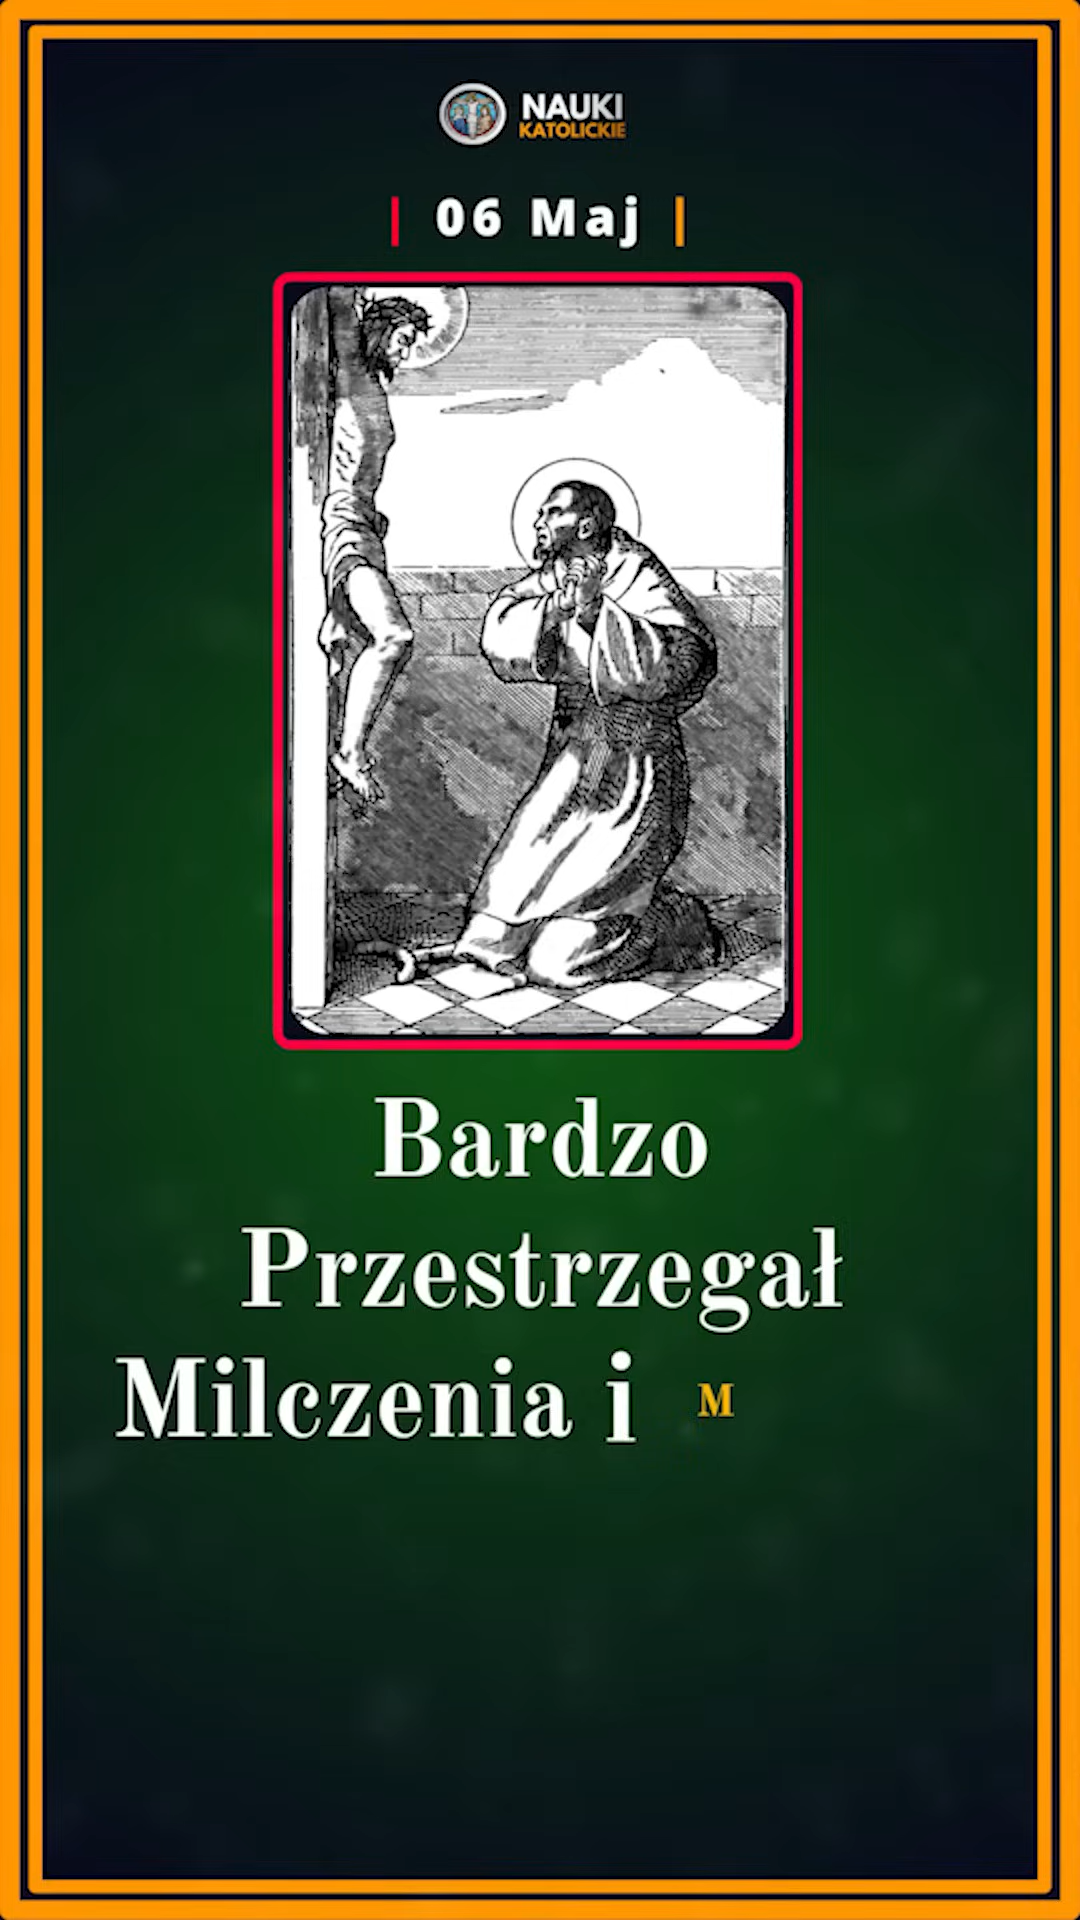 NAUKI
KATOLICKIE
| 06 Maj |
Bardzo
Przestrzegał
Milczenia i M